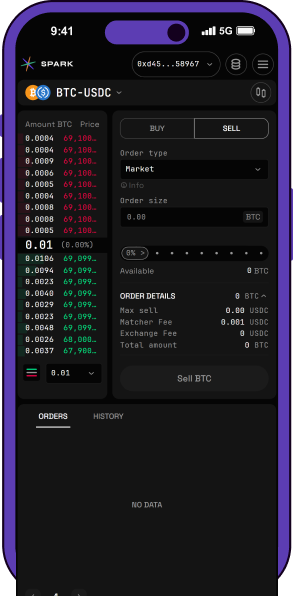 9:41
5G
SPARK
0xd45...58967
BTC-USDC
Amount BTC Price
0.0004 69,108…
0.0004 69,108…
0.0009 69,108…
0.0006 69,108…
0.0005 69,108…
0.0004 69,108…
0.0008 69,108…
0.0008 69,108…
0.0005 69,108…
0.01 (0.00%)
0.0106 69,099…
0.0094 69,099…
0.0023 69,099…
0.0040 69,099…
0.0029 69,099…
0.0023 69,099…
0.0048 69,099…
0.0026 68,000…
0.0037 67,900…
0.01
BUY SELL
Order type
Market
Info
Order size
0.00 BTC
0% >
Available 0 BTC
ORDER DETAILS 0 BTC
Max sell 0.00 USDC
Matcher Fee 0.001 USDC
Exchange Fee 0 USDC
Total amount 0 BTC
Sell BTC
ORDERS HISTORY
NO DATA